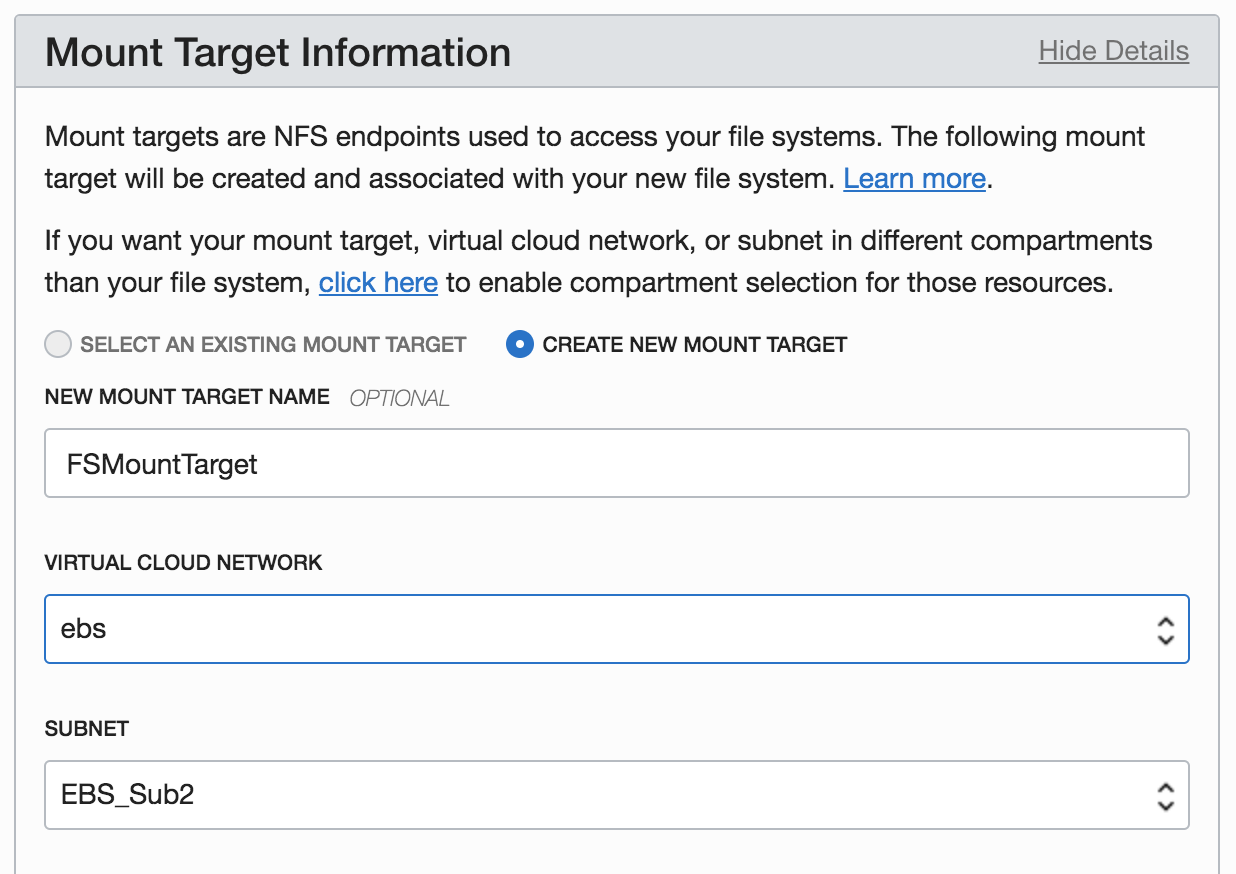 Mount Target Information
Hide Details
Mount targets are NFS endpoints used to access your file systems. The following mount
target will be created and associated with your new file system. Learn more.
If you want your mount target, virtual cloud network, or subnet in different compartments
than your file system, click here to enable compartment selection for those resources.
SELECT AN EXISTING MOUNT TARGET
CREATE NEW MOUNT TARGET
NEW MOUNT TARGET NAME OPTIONAL
FSMountTarget
VIRTUAL CLOUD NETWORK
ebs
SUBNET
EBS_Sub2